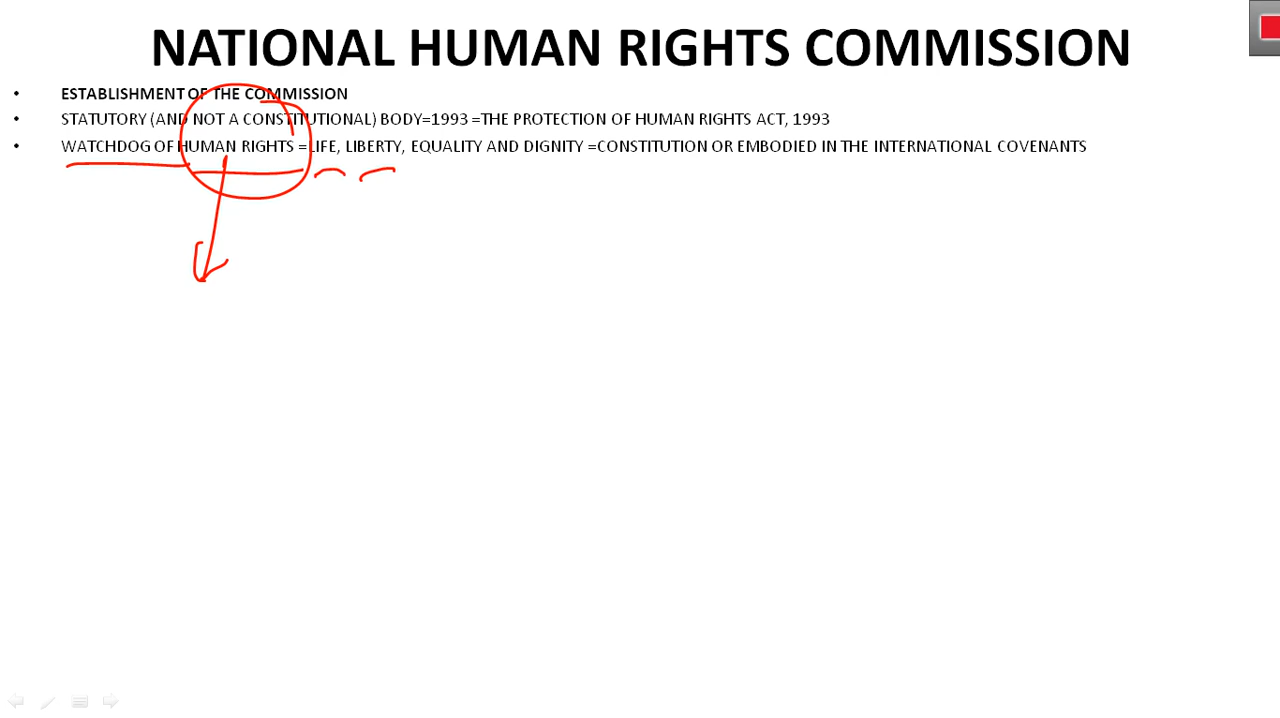 NATIONAL HUMAN RIGHTS COMMISSION
• ESTABLISHMENT OF THE COMMISSION
• STATUTORY (AND NOT A CONSTITUTIONAL) BODY=1993 =THE PROTECTION OF HUMAN RIGHTS ACT, 1993
• WATCHDOG OF HUMAN RIGHTS =LIFE, LIBERTY, EQUALITY AND DIGNITY =CONSTITUTION OR EMBODIED IN THE INTERNATIONAL COVENANTS